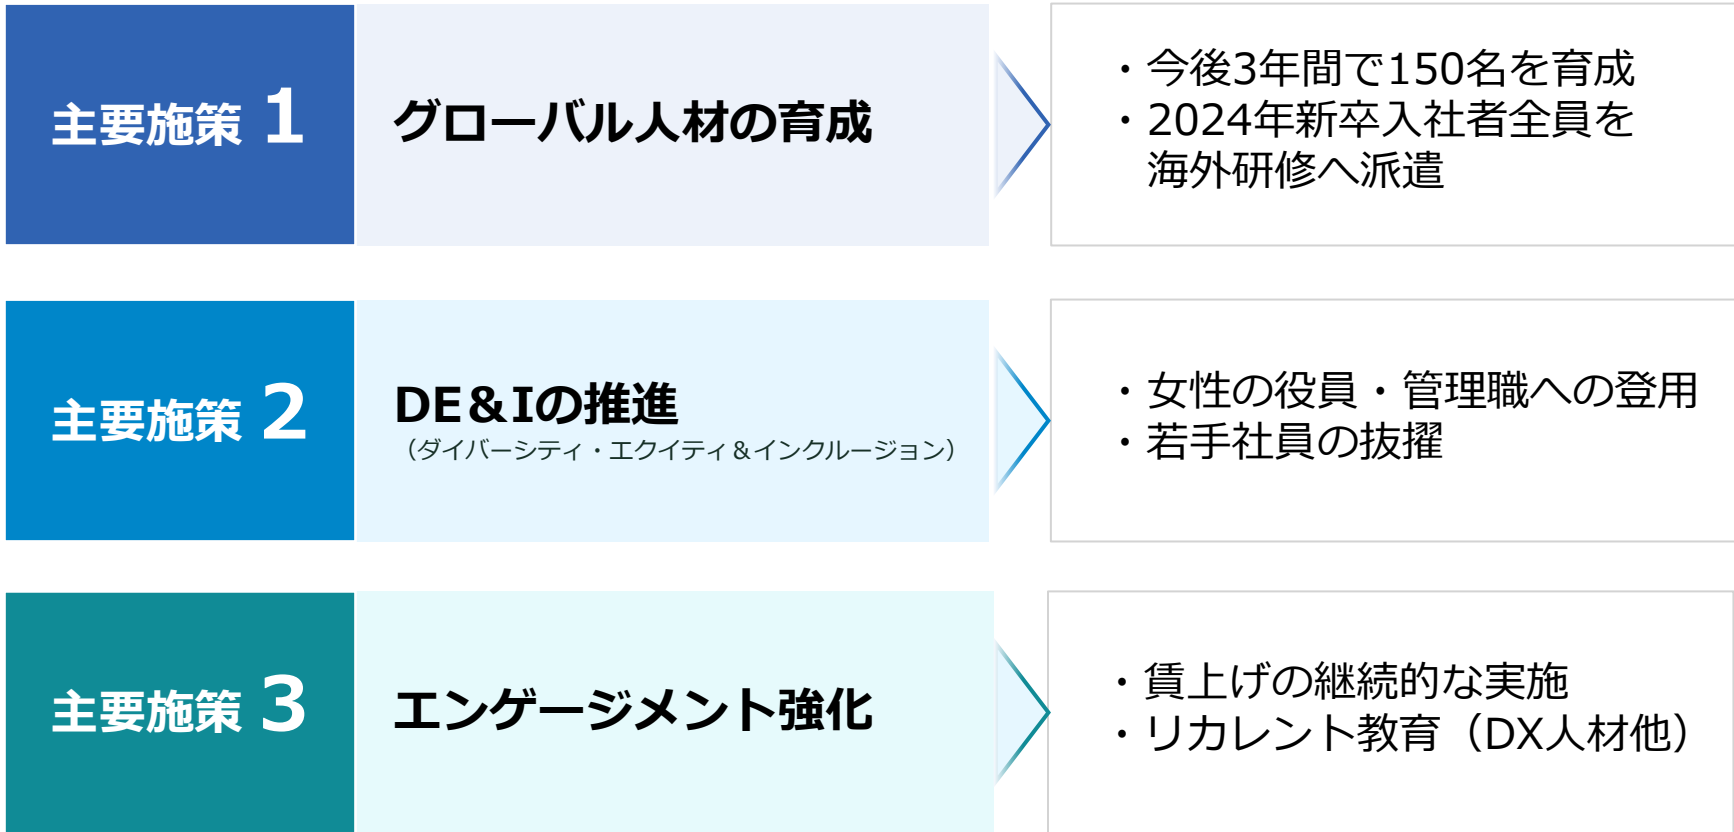 主要施策 1
グローバル人材の育成
・今後3年間で150名を育成
・2024年新卒入社者全員を
海外研修へ派遣
主要施策 2
DE&Iの推進
（ダイバーシティ・エクイティ＆インクルージョン）
・女性の役員・管理職への登用
・若手社員の抜擢
主要施策 3
エンゲージメント強化
・賃上げの継続的な実施
・リカレント教育（DX人材他）